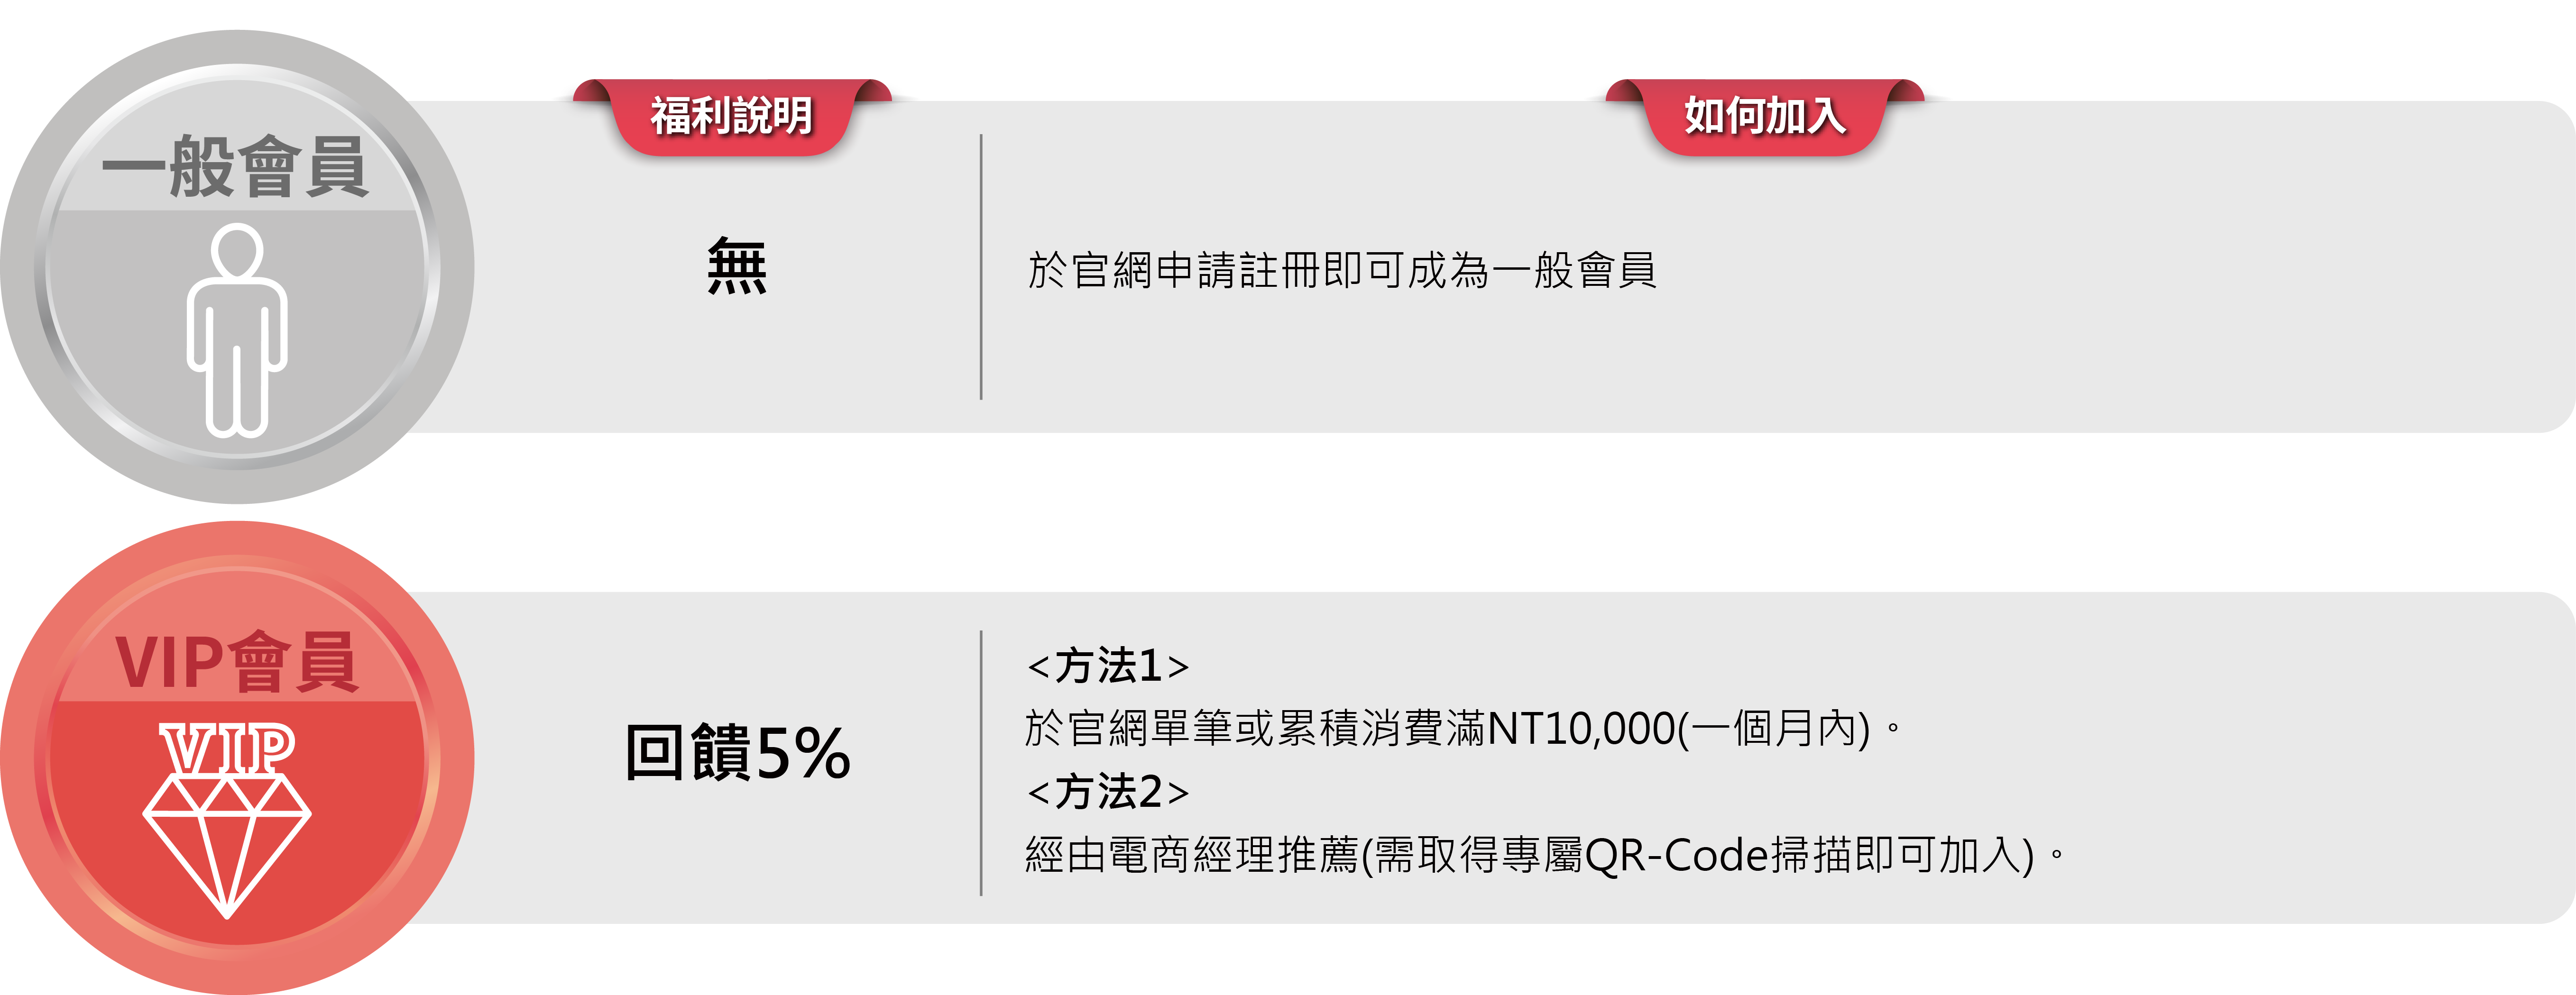 一般會員
福利說明
如何加入
無
於官網申請註冊即可成為一般會員
VIP會員
VIP
回饋5%
<方法1>
於官網單筆或累積消費滿NT10,000(一個月內)。
<方法2>
經由電商經理推薦(需取得專屬QR-Code掃描即可加入)。